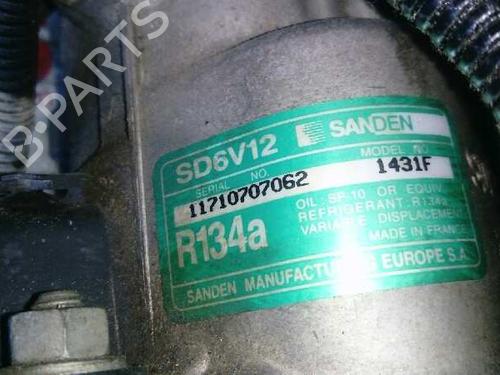 B-PARTS
SD6V12 SANDEN
SERIAL NO. MODEL NO
11710707062 1431F
R134a
OIL: SP-10 OR EQUIV.
REFRIGERANT: R134a
VARIABLE DISPLACEMENT
MADE IN FRANCE
SANDEN MANUFACTURING EUROPE S.A.